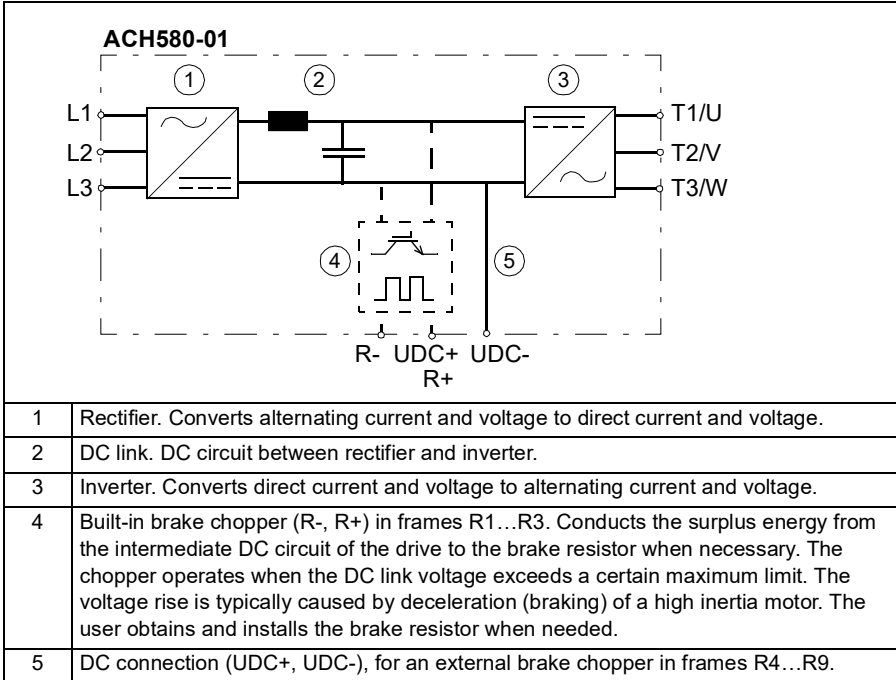 ACH580-01
1 2 3
L1 T1/U
L2 T2/V
L3 T3/W
4 5
R- UDC+ UDC-
R+
1 Rectifier. Converts alternating current and voltage to direct current and voltage.
2 DC link. DC circuit between rectifier and inverter.
3 Inverter. Converts direct current and voltage to alternating current and voltage.
4 Built-in brake chopper (R-, R+) in frames R1…R3. Conducts the surplus energy from
the intermediate DC circuit of the drive to the brake resistor when necessary. The
chopper operates when the DC link voltage exceeds a certain maximum limit. The
voltage rise is typically caused by deceleration (braking) of a high inertia motor. The
user obtains and installs the brake resistor when needed.
5 DC connection (UDC+, UDC-), for an external brake chopper in frames R4…R9.